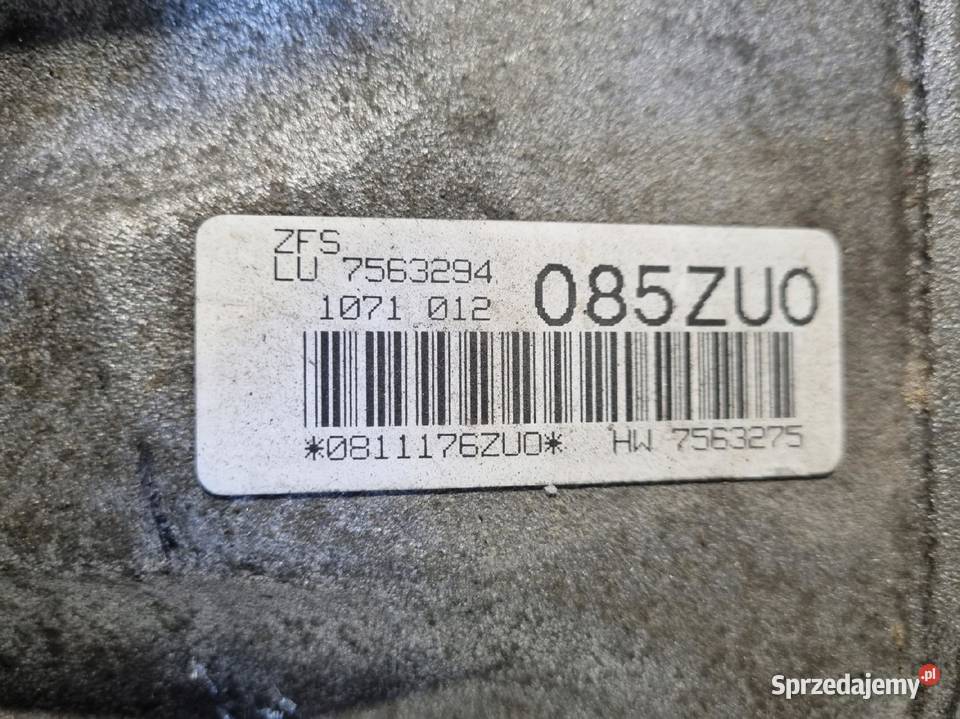 ZFS
LU 7563294
1071 012
085ZU0
*0811176ZU0* HW 7563275
Sprzedajemy.pl